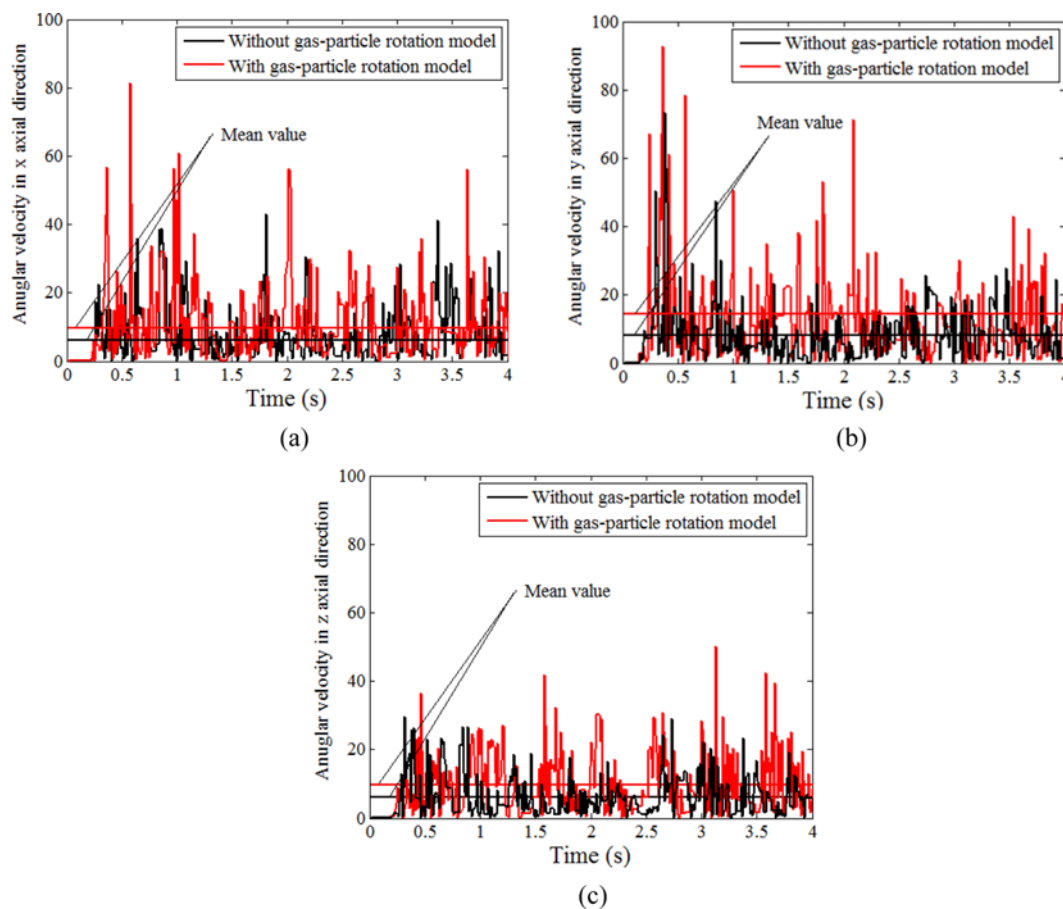 100
80
60
40
20
0
Anuglar velocity in x axial direction
Without gas-particle rotation model
With gas-particle rotation model
Mean value
0 0.5 1 1.5 2 2.5 3 3.5 4
Time (s)
(a)
100
80
60
40
20
0
Anuglar velocity in y axial direction
Without gas-particle rotation model
With gas-particle rotation model
Mean value
0 0.5 1 1.5 2 2.5 3 3.5 4
Time (s)
(b)
100
80
60
40
20
0
Anuglar velocity in z axial direction
Without gas-particle rotation model
With gas-particle rotation model
Mean value
0 0.5 1 1.5 2 2.5 3 3.5 4
Time (s)
(c)